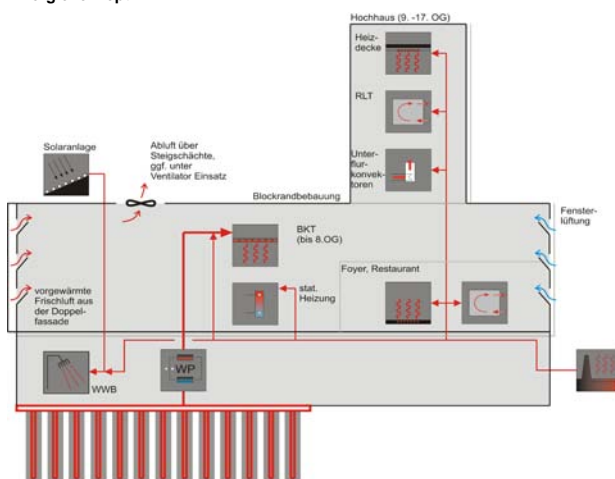 Hochhaus (9. -17. OG)
Heiz-
decke
RLT
Unter-
flur-
konvek-
toren
Solaranlage
Abluft über
Steigschächte,
ggf. unter
Ventilator Einsatz
Blockrandbebauung
Fenster-
lüftung
BKT
(bis 8.OG)
stat.
Heizung
Foyer, Restaurant
vorgewärmte
Frischluft aus
der Doppel-
fassade
WWB
WP